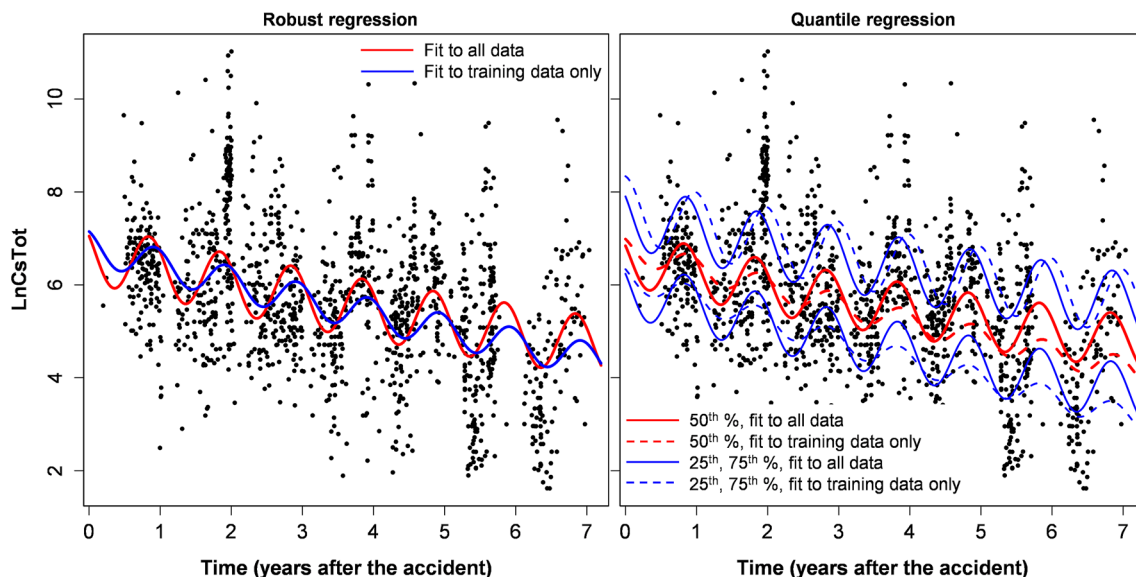 Robust regression
Quantile regression
Fit to all data
Fit to training data only
LnCsTot
10
8
6
4
2
50th %, fit to all data
50th %, fit to training data only
25th, 75th %, fit to all data
25th, 75th %, fit to training data only
0 1 2 3 4 5 6 7
0 1 2 3 4 5 6 7
Time (years after the accident)
Time (years after the accident)